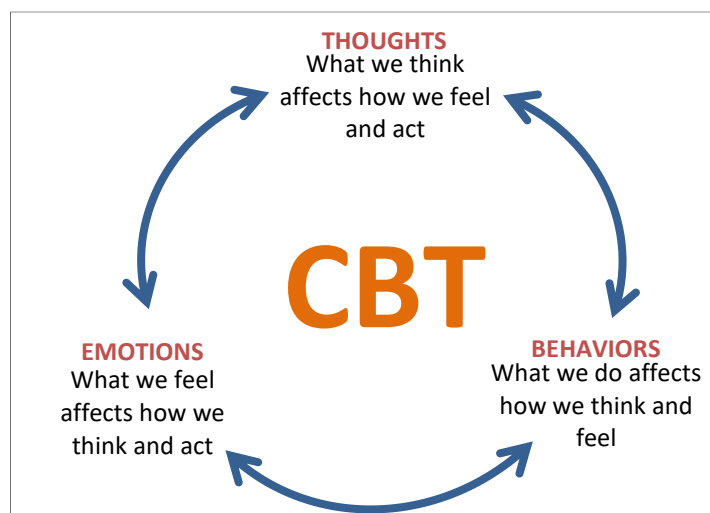 THOUGHTS
What we think
affects how we feel
and act
CBT
EMOTIONS
What we feel
affects how we
think and act
BEHAVIORS
What we do affects
how we think and
feel